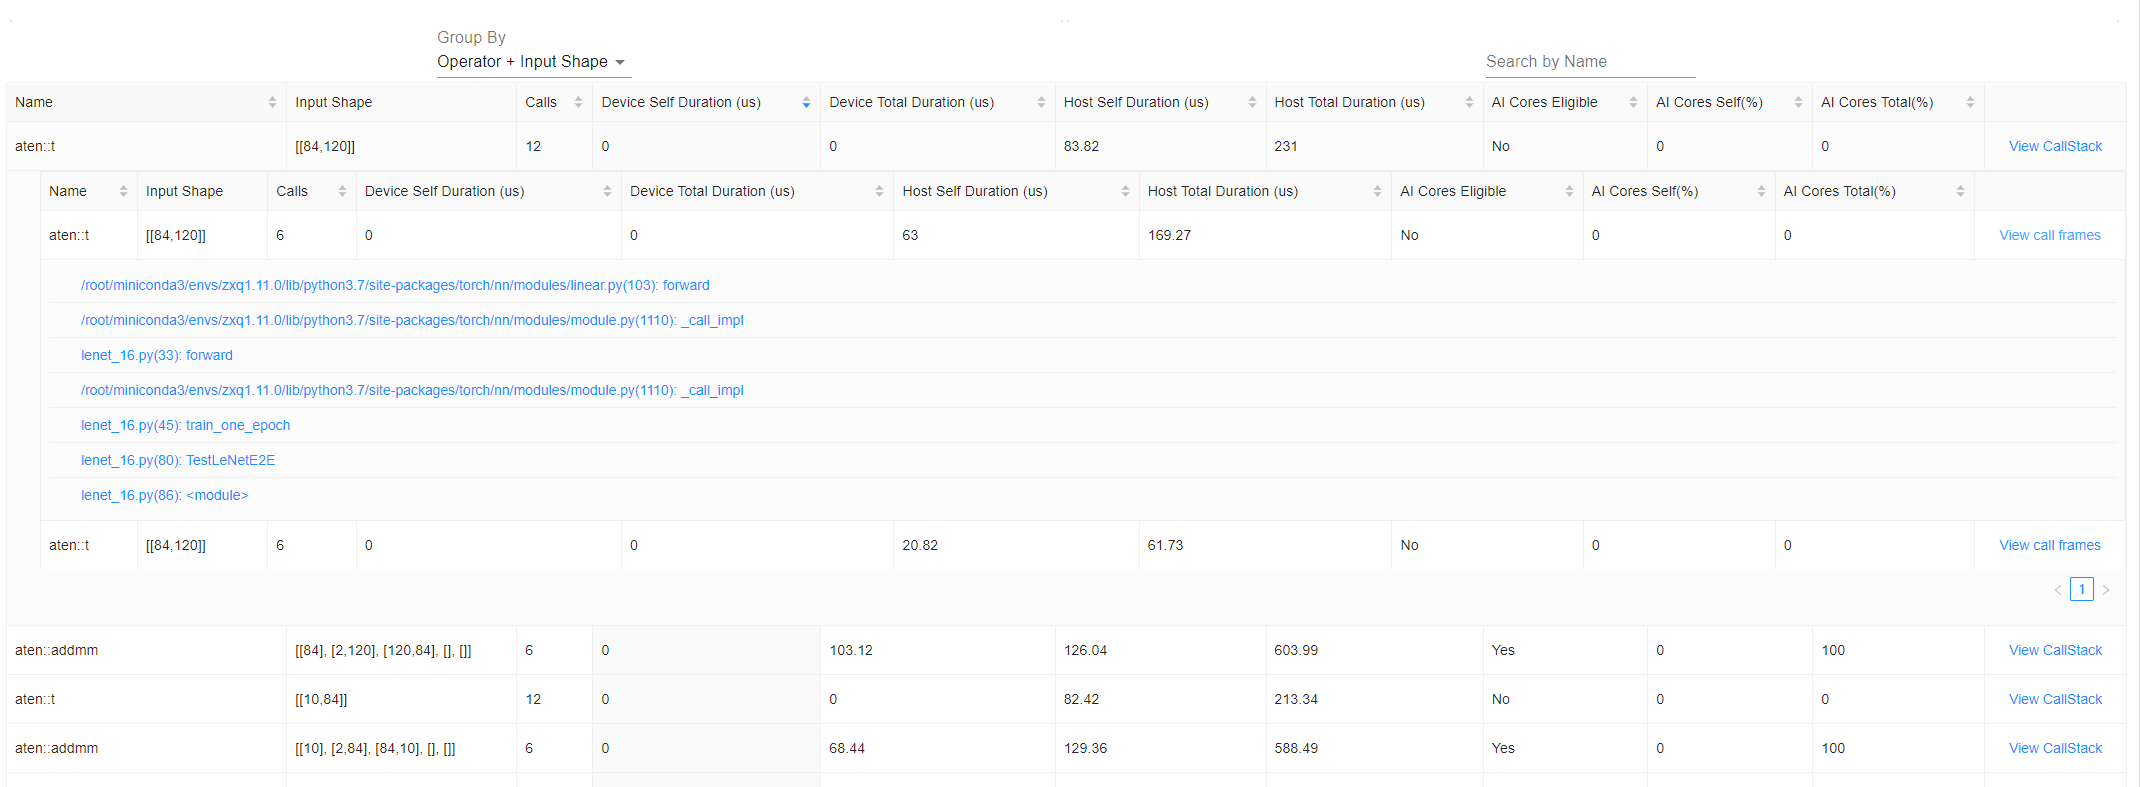 Group By
Operator + Input Shape
Search by Name
Name Input Shape Calls Device Self Duration (us) Device Total Duration (us) Host Self Duration (us) Host Total Duration (us) AI Cores Eligible AI Cores Self(%) AI Cores Total(%)
aten::t [[84,120]] 12 0 0 83.82 231 No 0 0 View CallStack
Name Input Shape Calls Device Self Duration (us) Device Total Duration (us) Host Self Duration (us) Host Total Duration (us) AI Cores Eligible AI Cores Self(%) AI Cores Total(%)
aten::t [[84,120]] 6 0 0 63 169.27 No 0 0 View call frames
/root/miniconda3/envs/zxq1.11.0/lib/python3.7/site-packages/torch/nn/modules/linear.py(103): forward
/root/miniconda3/envs/zxq1.11.0/lib/python3.7/site-packages/torch/nn/modules/module.py(1110): _call_impl
lenet_16.py(33): forward
/root/miniconda3/envs/zxq1.11.0/lib/python3.7/site-packages/torch/nn/modules/module.py(1110): _call_impl
lenet_16.py(45): train_one_epoch
lenet_16.py(80): TestLeNetE2E
lenet_16.py(86): <module>
aten::t [[84,120]] 6 0 0 20.82 61.73 No 0 0 View call frames
1
aten::addmm [[84], [2,120], [120,84], [], []] 6 0 103.12 126.04 603.99 Yes 0 100 View CallStack
aten::t [[10,84]] 12 0 0 82.42 213.34 No 0 0 View CallStack
aten::addmm [[10], [2,84], [84,10], [], []] 6 0 68.44 129.36 588.49 Yes 0 100 View CallStack